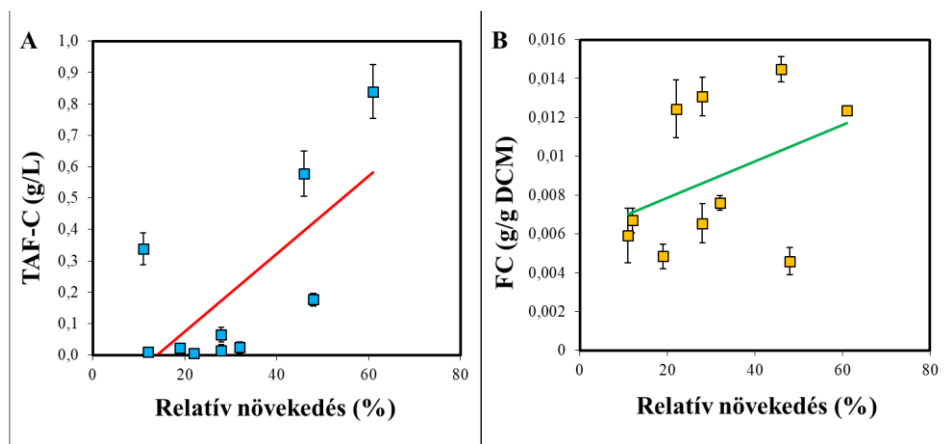 A
TAF-C (g/L)
1,0
0,9
0,8
0,7
0,6
0,5
0,4
0,3
0,2
0,1
0,0
0 20 40 60 80
Relatív növekedés (%)
B
FC (g/g DCM)
0,016
0,014
0,012
0,01
0,008
0,006
0,004
0,002
0
0 20 40 60 80
Relatív növekedés (%)